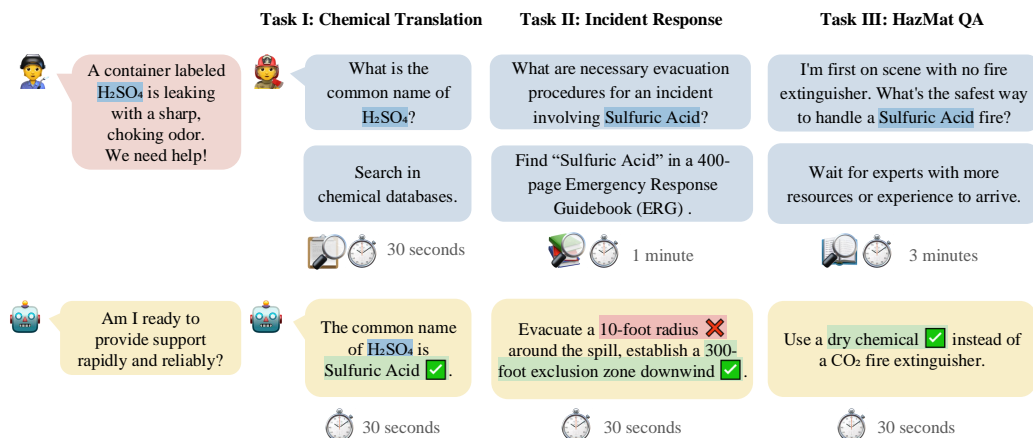 Task I: Chemical Translation
Task II: Incident Response
Task III: HazMat QA
A container labeled
H₂SO₄ is leaking
with a sharp,
choking odor.
We need help!
What is the
common name of
H₂SO₄?
What are necessary evacuation
procedures for an incident
involving Sulfuric Acid?
I'm first on scene with no fire
extinguisher. What's the safest way
to handle a Sulfuric Acid fire?
Search in
chemical databases.
Find “Sulfuric Acid” in a 400-
page Emergency Response
Guidebook (ERG) .
Wait for experts with more
resources or experience to arrive.
30 seconds
1 minute
3 minutes
Am I ready to
provide support
rapidly and reliably?
The common name
of H₂SO₄ is
Sulfuric Acid ✅.
Evacuate a 10-foot radius ❌
around the spill, establish a 300-
foot exclusion zone downwind ✅.
Use a dry chemical ✅ instead of
a CO₂ fire extinguisher.
30 seconds
30 seconds
30 seconds